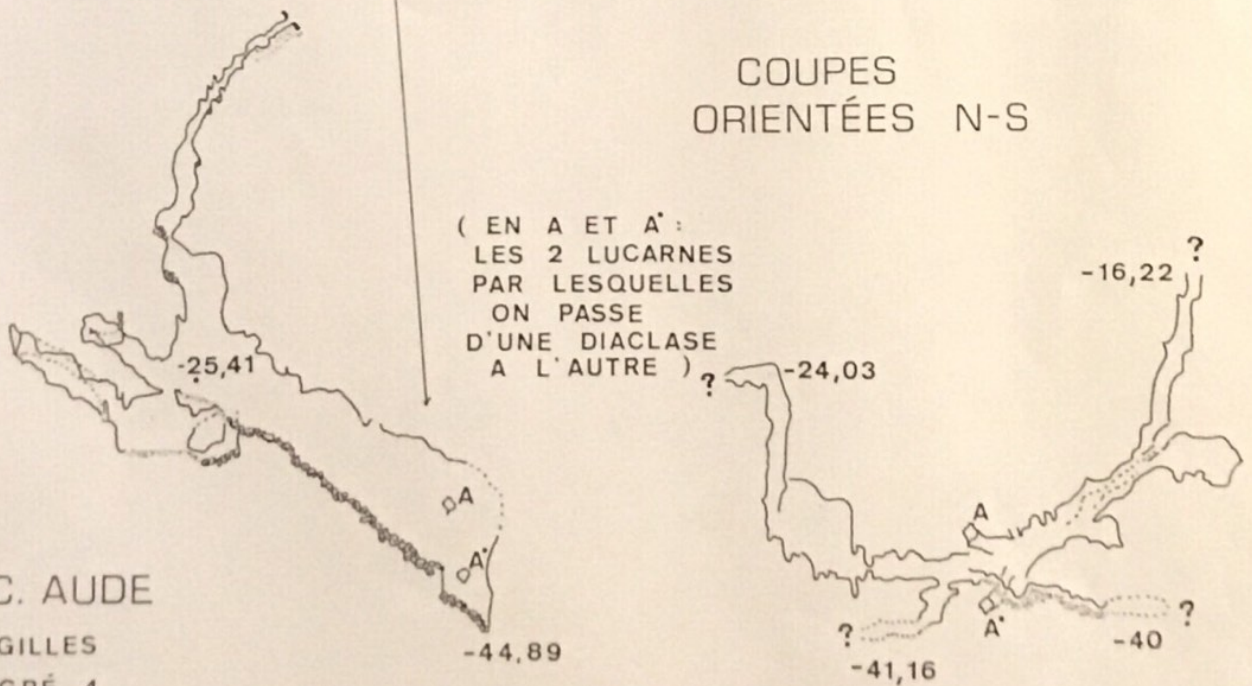 COUPES
ORIENTÉES N-S
( EN A ET A• :
LES 2 LUCARNES
PAR LESQUELLES
ON PASSE
D'UNE DIACLASE
A L'AUTRE )
?
-24,03
?
-16,22
-25,41
A
A•
-44,89
A
A•
?
-41,16
?
-40
C. AUDE
GILLES